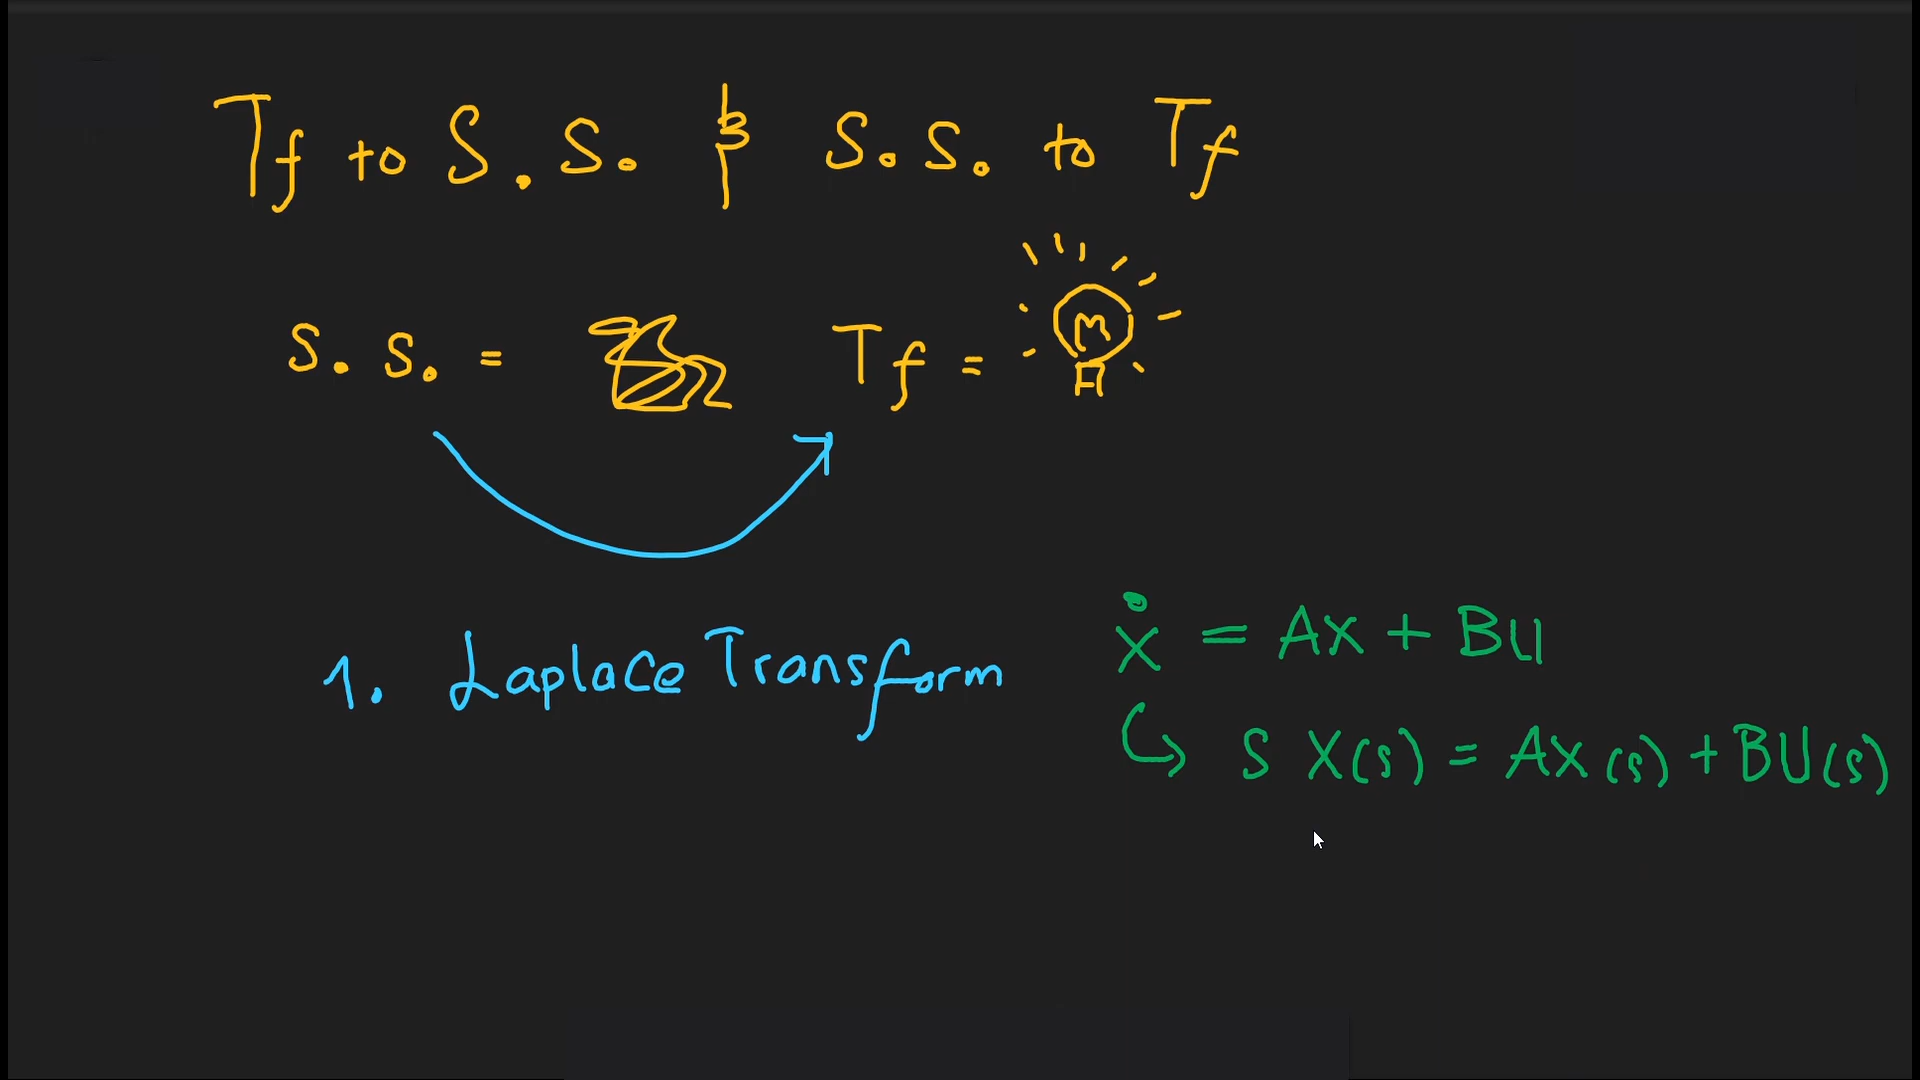 Tf to S.S. & S.S. to Tf
S.S. = Tf =
1. Laplace Transform
Ẋ = AX + BU
S X(s) = AX(s) + BU(s)